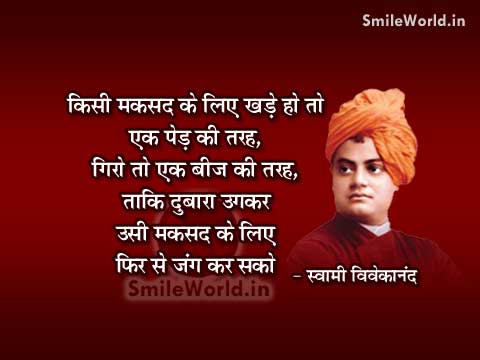 SmileWorld.in
किसी मकसद के लिए खड़े हो तो
एक पेड़ की तरह,
गिरो तो एक बीज की तरह,
ताकि दुबारा उगकर
उसी मकसद के लिए
फिर से जंग कर सको
– स्वामी विवेकानंद
SmileWorld.in